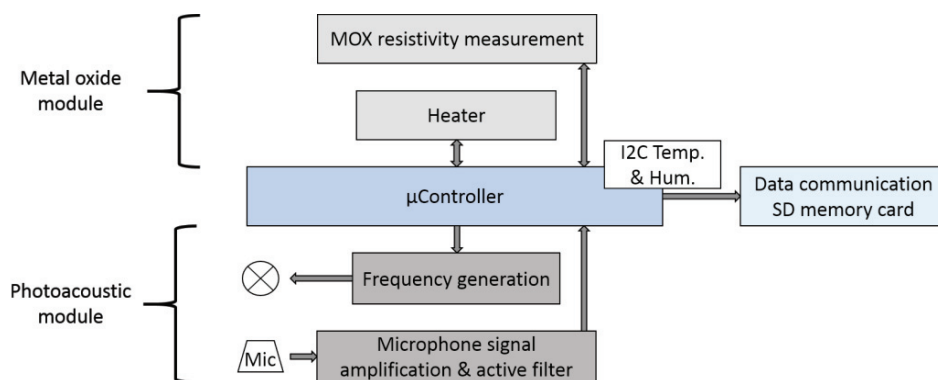 MOX resistivity measurement
Metal oxide
module
Heater
I2C Temp.
& Hum.
µController
Data communication
SD memory card
Frequency generation
Photoacoustic
module
Mic
Microphone signal
amplification & active filter